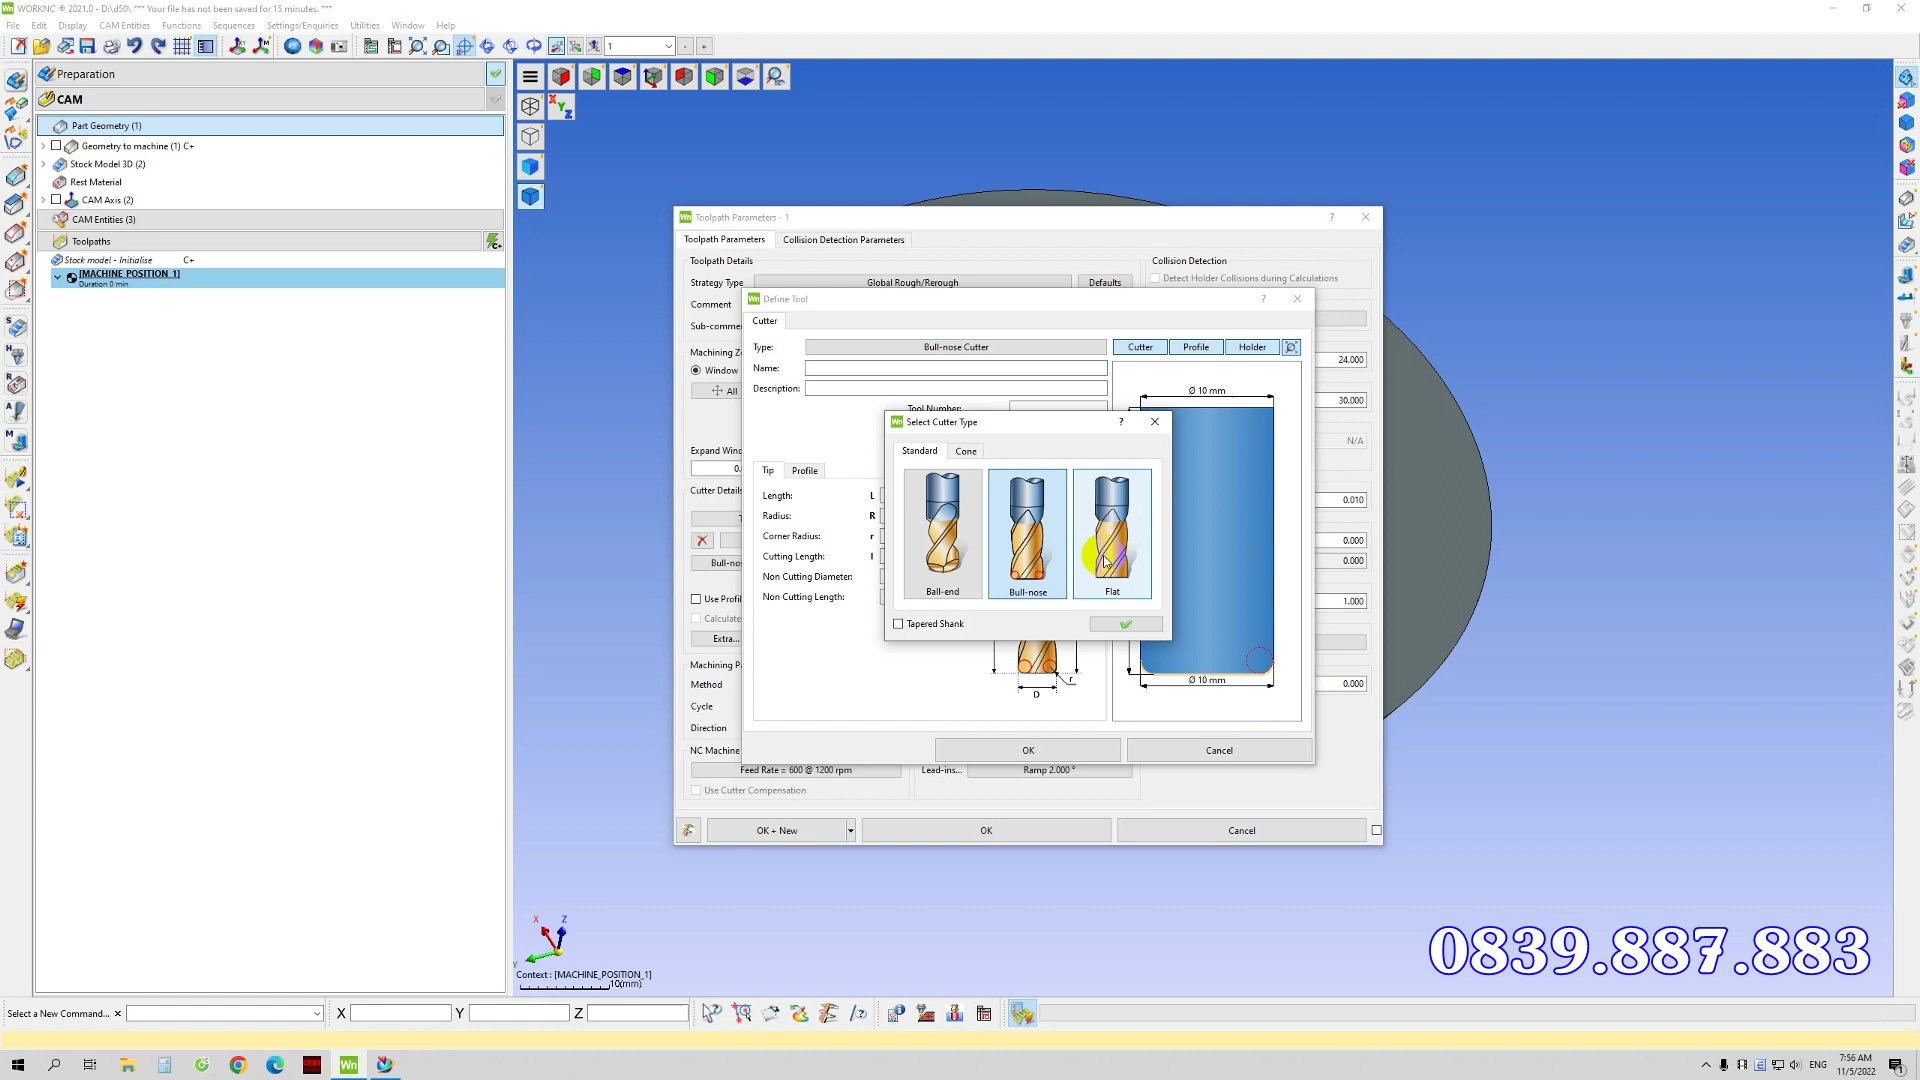 WORKNC ® 2021.0 - D:\d50\ *** Your file has not been saved for 15 minutes. ***
File Edit Display CAM Entities Functions Sequences Settings/Enquiries Utilities Window Help
1
Preparation
CAM
Part Geometry (1)
Geometry to machine (1) C+
Stock Model 3D (2)
Rest Material
CAM Axis (2)
CAM Entities (3)
Toolpaths
Stock model - Initialise C+
[MACHINE_POSITION_1]
Duration 0 min
Toolpath Parameters - 1
Toolpath Parameters Collision Detection Parameters
Toolpath Details
Collision Detection
Strategy Type Global Rough/Rerough Defaults
Detect Holder Collisions during Calculations
Comment
Define Tool
Cutter
Type: Bull-nose Cutter
Cutter Profile Holder
Name:
Description:
Tool Number:
Ø 10 mm
Select Cutter Type
Standard Cone
Ball-end Bull-nose Flat
Tapered Shank
Tip Profile
Length: L
Radius: R
Corner Radius: r
Cutting Length: l
Non Cutting Diameter:
Non Cutting Length:
D
r
Ø 10 mm
OK Cancel
Window
All
24.000
30.000
N/A
0.010
0.000
0.000
1.000
0.000
Extra...
Method
Cycle
Direction
NC Machine
Feed Rate = 600 @ 1200 rpm
Lead-ins... Ramp 2.000 °
Use Cutter Compensation
OK + New OK Cancel
X Z
Y
Context : [MACHINE_POSITION_1]
10(mm)
0839.887.883
Select a New Command... X Y Z
ENG
7:56 AM
11/5/2022